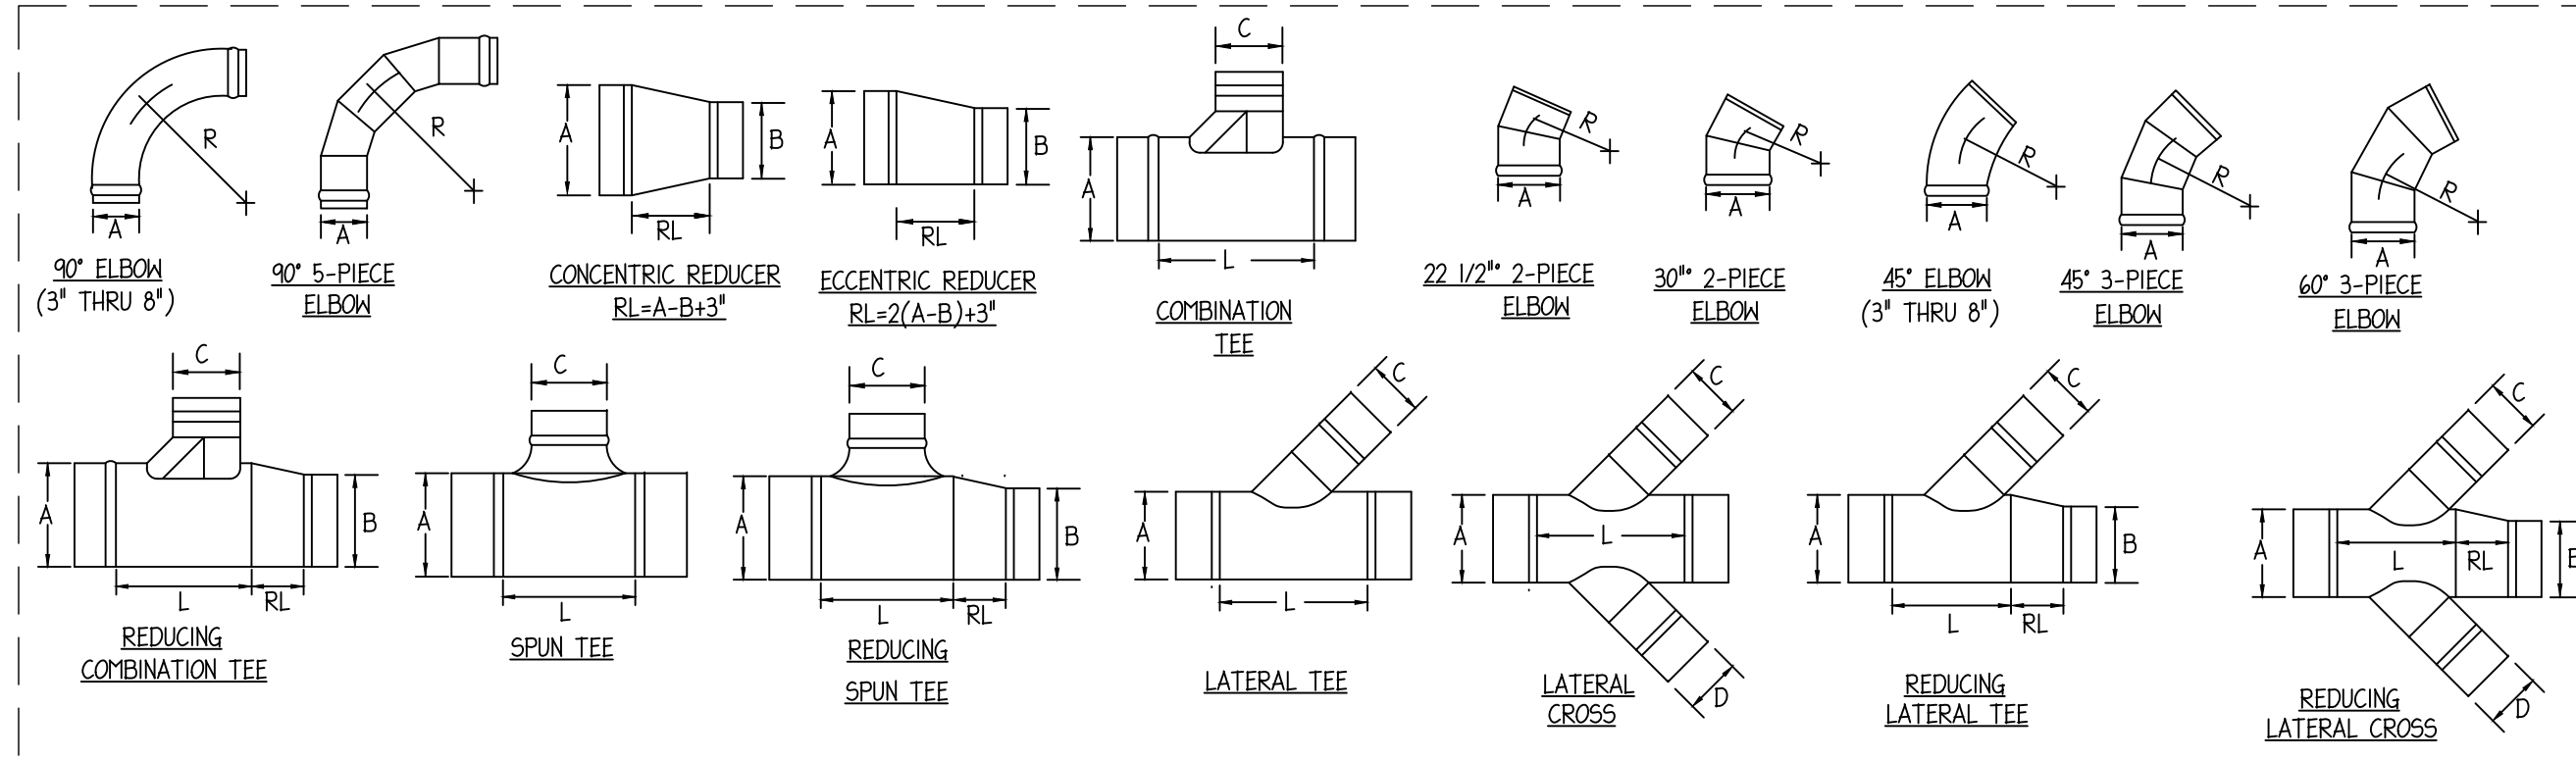 R
A
90° ELBOW
(3" THRU 8")
R
A
90° 5-PIECE
ELBOW
A
B
RL
CONCENTRIC REDUCER
RL=A-B+3"
A
B
RL
ECCENTRIC REDUCER
RL=2(A-B)+3"
C
A
L
COMBINATION
TEE
R
A
22 1/2"° 2-PIECE
ELBOW
R
A
30"° 2-PIECE
ELBOW
R
A
45° ELBOW
(3" THRU 8")
R
A
45° 3-PIECE
ELBOW
R
A
60° 3-PIECE
ELBOW
C
A
B
L
RL
REDUCING
COMBINATION TEE
C
A
L
SPUN TEE
C
A
B
L
RL
REDUCING
SPUN TEE
C
A
L
LATERAL TEE
C
A
L
D
LATERAL
CROSS
C
A
B
L
RL
REDUCING
LATERAL TEE
C
A
L
RL
B
D
REDUCING
LATERAL CROSS